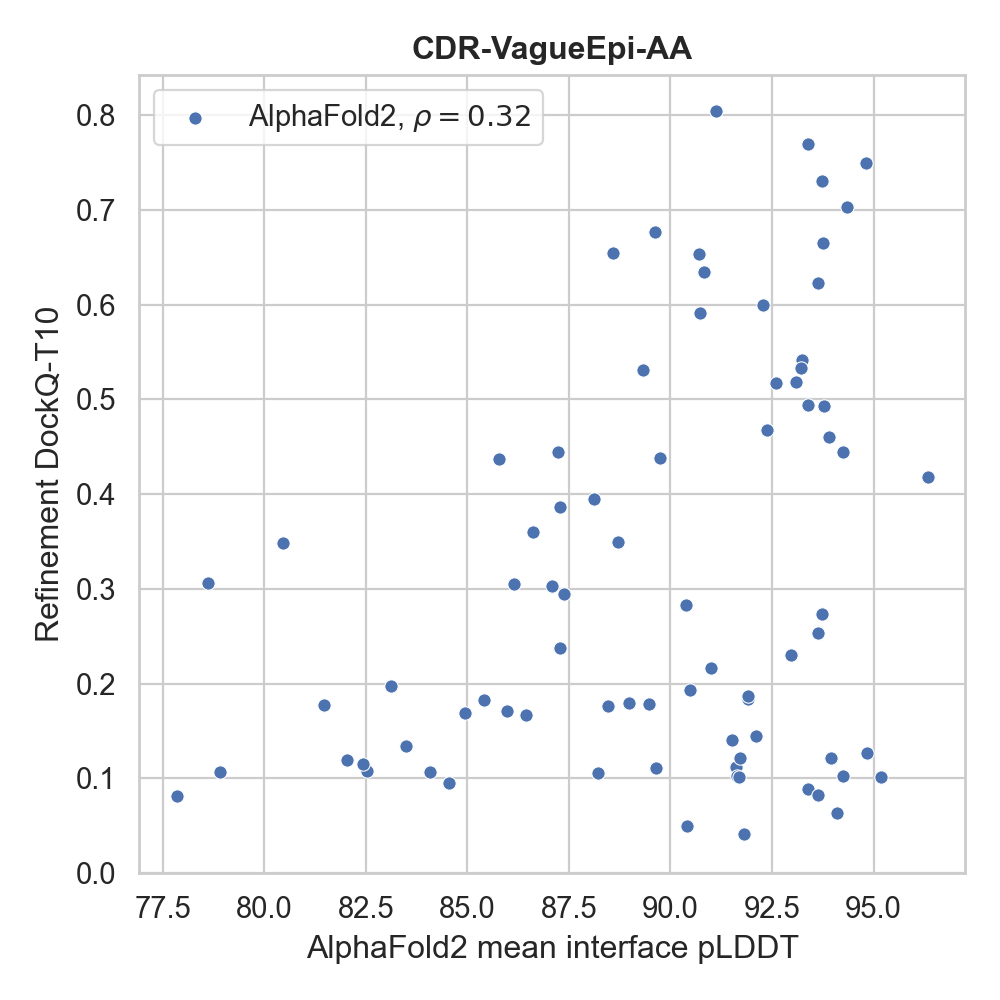 CDR-VagueEpi-AA
AlphaFold2, ρ = 0.32
Refinement DockQ-T10
0.8
0.7
0.6
0.5
0.4
0.3
0.2
0.1
0.0
77.5 80.0 82.5 85.0 87.5 90.0 92.5 95.0
AlphaFold2 mean interface pLDDT